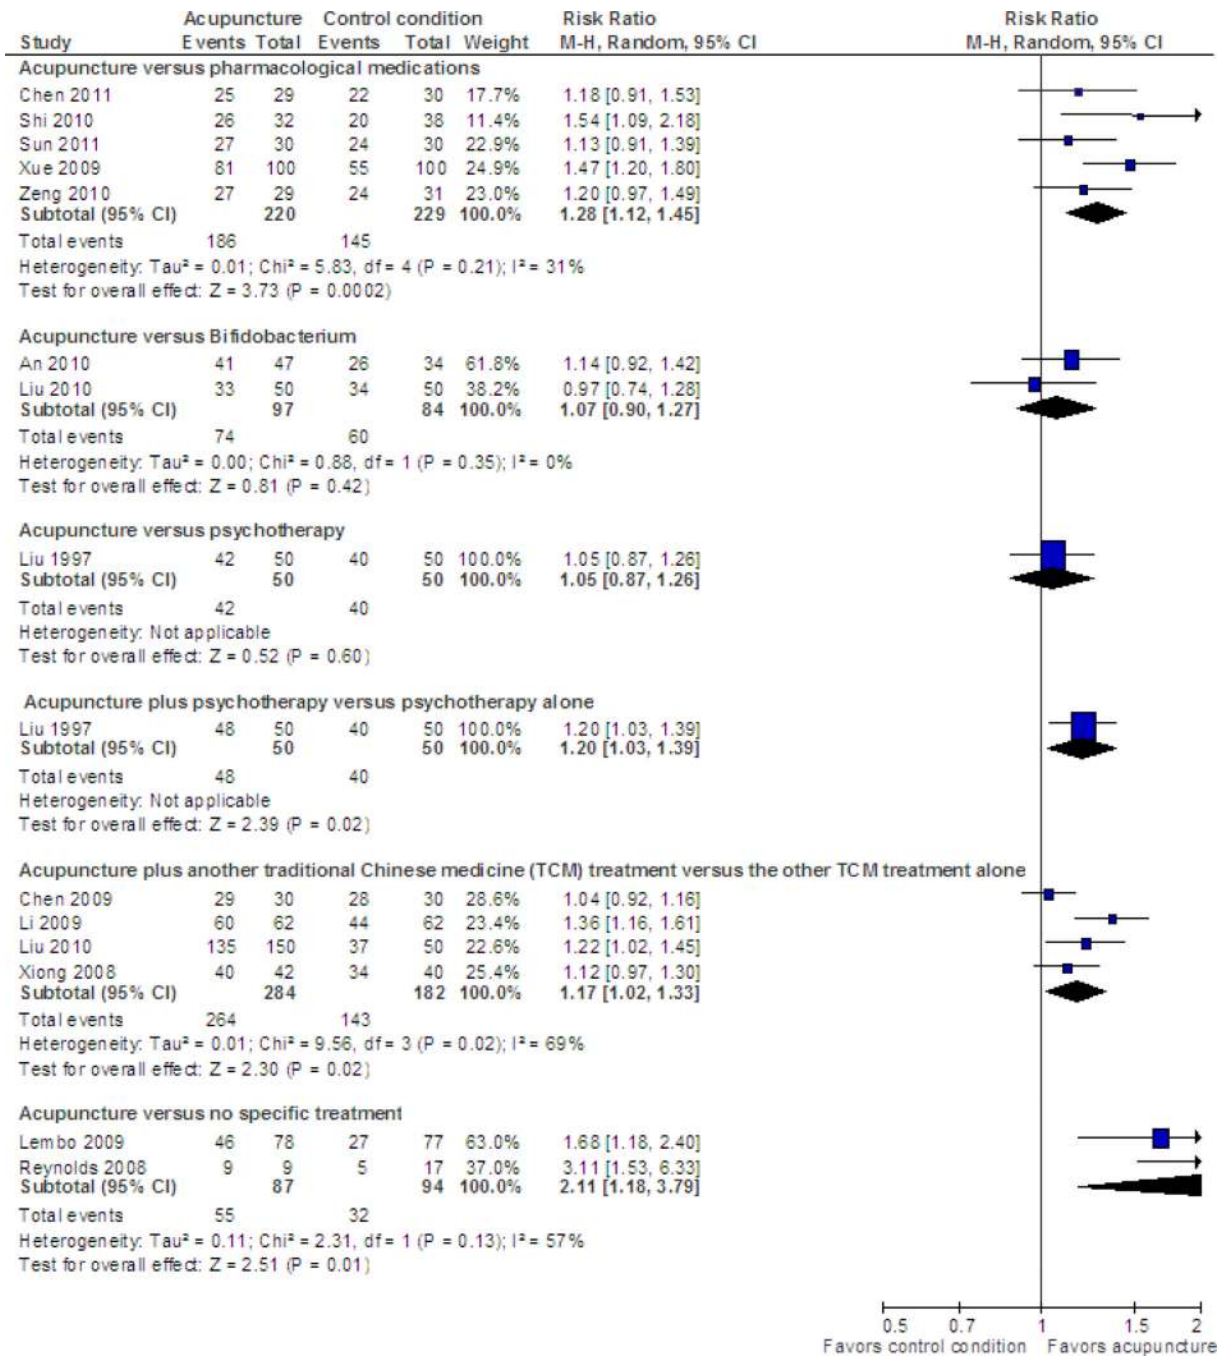 Acupuncture Control condition Risk Ratio Risk Ratio
Study Events Total Events Total Weight M-H, Random, 95% CI M-H, Random, 95% CI
Acupuncture versus pharmacological medications
Chen 2011 25 29 22 30 17.7% 1.18 [0.91, 1.53]
Shi 2010 26 32 20 38 11.4% 1.54 [1.09, 2.18]
Sun 2011 27 30 24 30 22.9% 1.13 [0.91, 1.39]
Xue 2009 81 100 55 100 24.9% 1.47 [1.20, 1.80]
Zeng 2010 27 29 24 31 23.0% 1.20 [0.97, 1.49]
Subtotal (95% CI) 220 229 100.0% 1.28 [1.12, 1.45]
Total events 186 145
Heterogeneity: Tau² = 0.01; Chi² = 5.83, df = 4 (P = 0.21); I² = 31%
Test for overall effect: Z = 3.73 (P = 0.0002)
Acupuncture versus Bifidobacterium
An 2010 41 47 26 34 61.8% 1.14 [0.92, 1.42]
Liu 2010 33 50 34 50 38.2% 0.97 [0.74, 1.28]
Subtotal (95% CI) 97 84 100.0% 1.07 [0.90, 1.27]
Total events 74 60
Heterogeneity: Tau² = 0.00; Chi² = 0.88, df = 1 (P = 0.35); I² = 0%
Test for overall effect: Z = 0.81 (P = 0.42)
Acupuncture versus psychotherapy
Liu 1997 42 50 40 50 100.0% 1.05 [0.87, 1.26]
Subtotal (95% CI) 50 50 100.0% 1.05 [0.87, 1.26]
Total events 42 40
Heterogeneity: Not applicable
Test for overall effect: Z = 0.52 (P = 0.60)
Acupuncture plus psychotherapy versus psychotherapy alone
Liu 1997 48 50 40 50 100.0% 1.20 [1.03, 1.39]
Subtotal (95% CI) 50 50 100.0% 1.20 [1.03, 1.39]
Total events 48 40
Heterogeneity: Not applicable
Test for overall effect: Z = 2.39 (P = 0.02)
Acupuncture plus another traditional Chinese medicine (TCM) treatment versus the other TCM treatment alone
Chen 2009 29 30 28 30 28.6% 1.04 [0.92, 1.16]
Li 2009 60 62 44 62 23.4% 1.36 [1.16, 1.61]
Liu 2010 135 150 37 50 22.6% 1.22 [1.02, 1.45]
Xiong 2008 40 42 34 40 25.4% 1.12 [0.97, 1.30]
Subtotal (95% CI) 284 182 100.0% 1.17 [1.02, 1.33]
Total events 264 143
Heterogeneity: Tau² = 0.01; Chi² = 9.56, df = 3 (P = 0.02); I² = 69%
Test for overall effect: Z = 2.30 (P = 0.02)
Acupuncture versus no specific treatment
Lembo 2009 46 78 27 77 63.0% 1.68 [1.18, 2.40]
Reynolds 2008 9 9 5 17 37.0% 3.11 [1.53, 6.33]
Subtotal (95% CI) 87 94 100.0% 2.11 [1.18, 3.79]
Total events 55 32
Heterogeneity: Tau² = 0.11; Chi² = 2.31, df = 1 (P = 0.13); I² = 57%
Test for overall effect: Z = 2.51 (P = 0.01)
0.5 0.7 1 1.5 2
Favors control condition Favors acupuncture